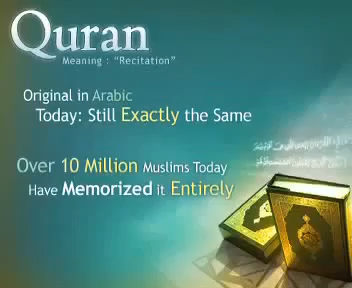 Quran
Meaning : "Recitation"
Original in Arabic
Today: Still Exactly the Same
Over 10 Million Muslims Today
Have Memorized it Entirely